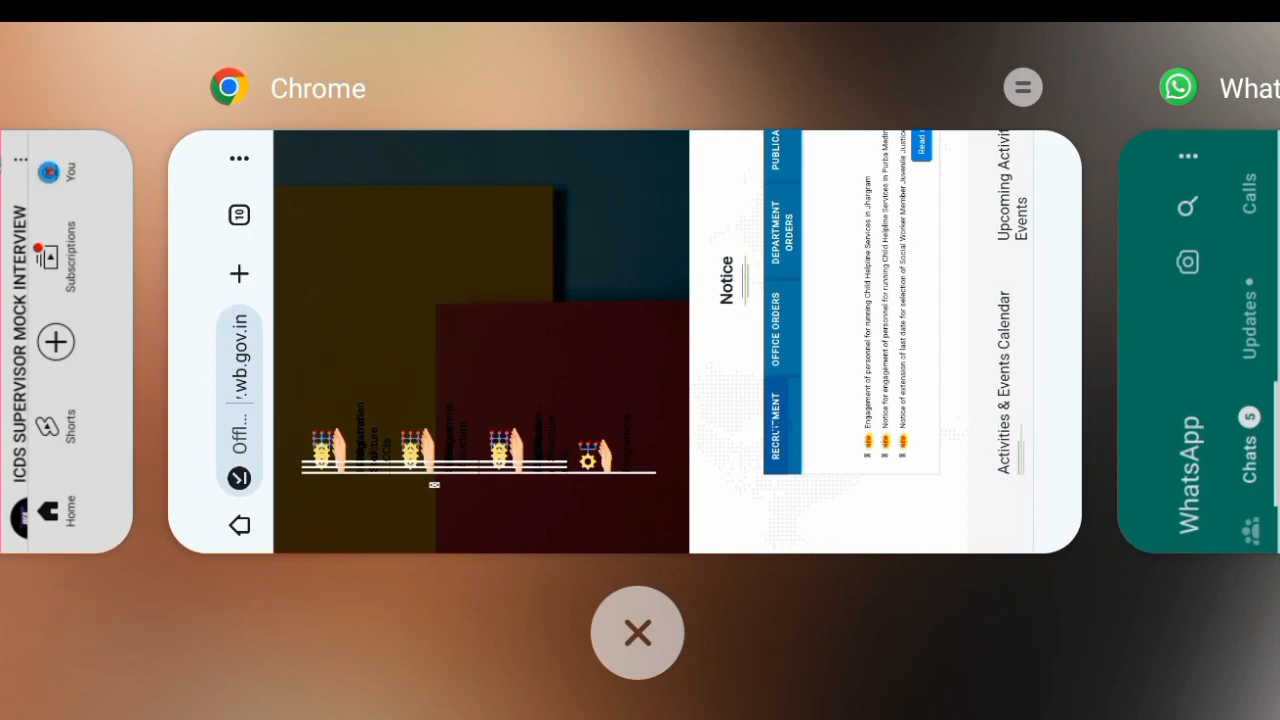 Chrome
What
ICDS SUPERVISOR MOCK INTERVIEW
Home
Shorts
Subscriptions
You
Offl... .wb.gov.in
10
Notice
RECRUITMENT
OFFICE ORDERS
DEPARTMENT ORDERS
PUBLICA
Engagement of personnel for running Child Helpline Services in Jhargram
Notice for engagement of personnel for running Child Helpline Services in Purba Medin
Notice of extension of last date for selection of Social Worker Member Juvenile Justice
Read
Activities & Events Calendar
Upcoming Activit
Events
WhatsApp
Chats 5
Updates
Calls